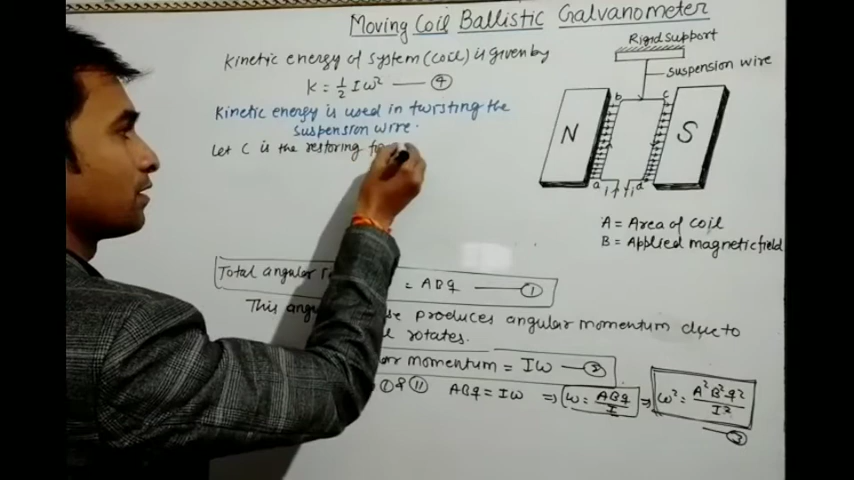 Moving Coil Ballistic Galvanometer
Kinetic energy of System (coil) is given by
K = ½ Iω² —— ④
Kinetic energy is used in twisting the
suspension wire.
Let C is the restoring
Rigid support
suspension wire
b c
N S
a d
A = Area of coil
B = Applied magnetic field
Total angular = ABq —— ①
This produces angular momentum due to
rotates.
momentum = Iω —— ②
① & ⑪ ABq = Iω ⇒ ω = ABq/I ⇒ ω² = A²B²q²/I²
—— ③